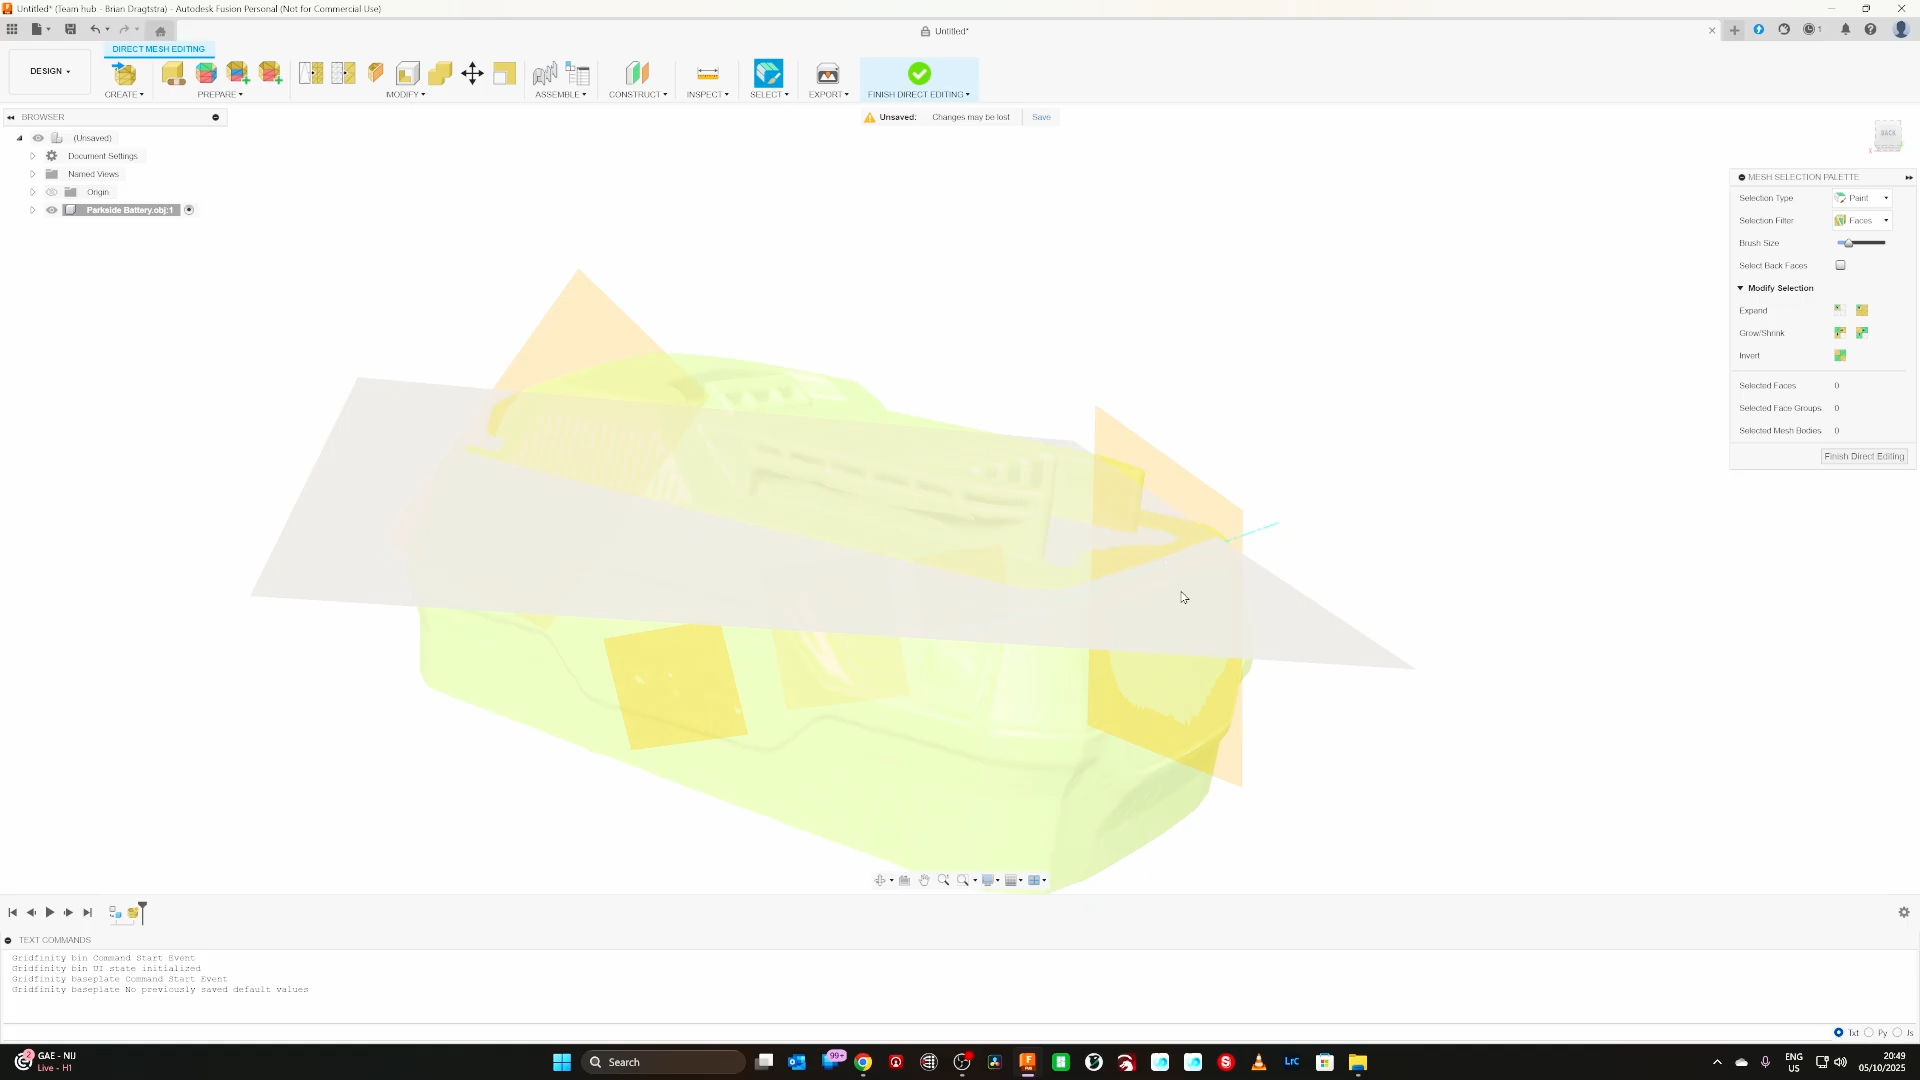 Untitled* (Team hub - Brian Dragtstra) - Autodesk Fusion Personal (Not for Commercial Use)
Untitled*
1
DIRECT MESH EDITING
DESIGN
CREATE
PREPARE
MODIFY
ASSEMBLE
CONSTRUCT
INSPECT
SELECT
EXPORT
FINISH DIRECT EDITING
BROWSER
Unsaved: Changes may be lost Save
(Unsaved)
Document Settings
Named Views
Origin
Parkside Battery.obj:1
BACK
X
MESH SELECTION PALETTE
Selection Type Paint
Selection Filter Faces
Brush Size
Select Back Faces
Modify Selection
Expand
Grow/Shrink
Invert
Selected Faces 0
Selected Face Groups 0
Selected Mesh Bodies 0
Finish Direct Editing
TEXT COMMANDS
Gridfinity bin Command Start Event
Gridfinity bin UI state initialized
Gridfinity baseplate Command Start Event
Gridfinity baseplate No previously saved default values
Txt Py Js
2
GAE - NIJ
Live - H1
Search
99+
LrC
ENG
US
20:49
05/10/2025